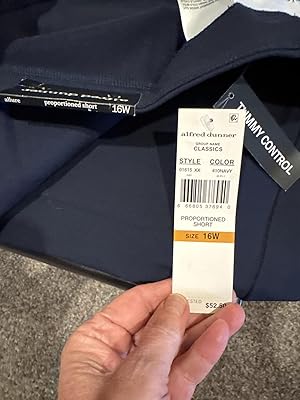 allure
proportioned short
16W
TUMMY CONTROL
alfred dunner
GROUP NAME
CLASSICS
STYLE COLOR
410NAVY
PROPORTIONED
SHORT
SIZE 16W
$52.60